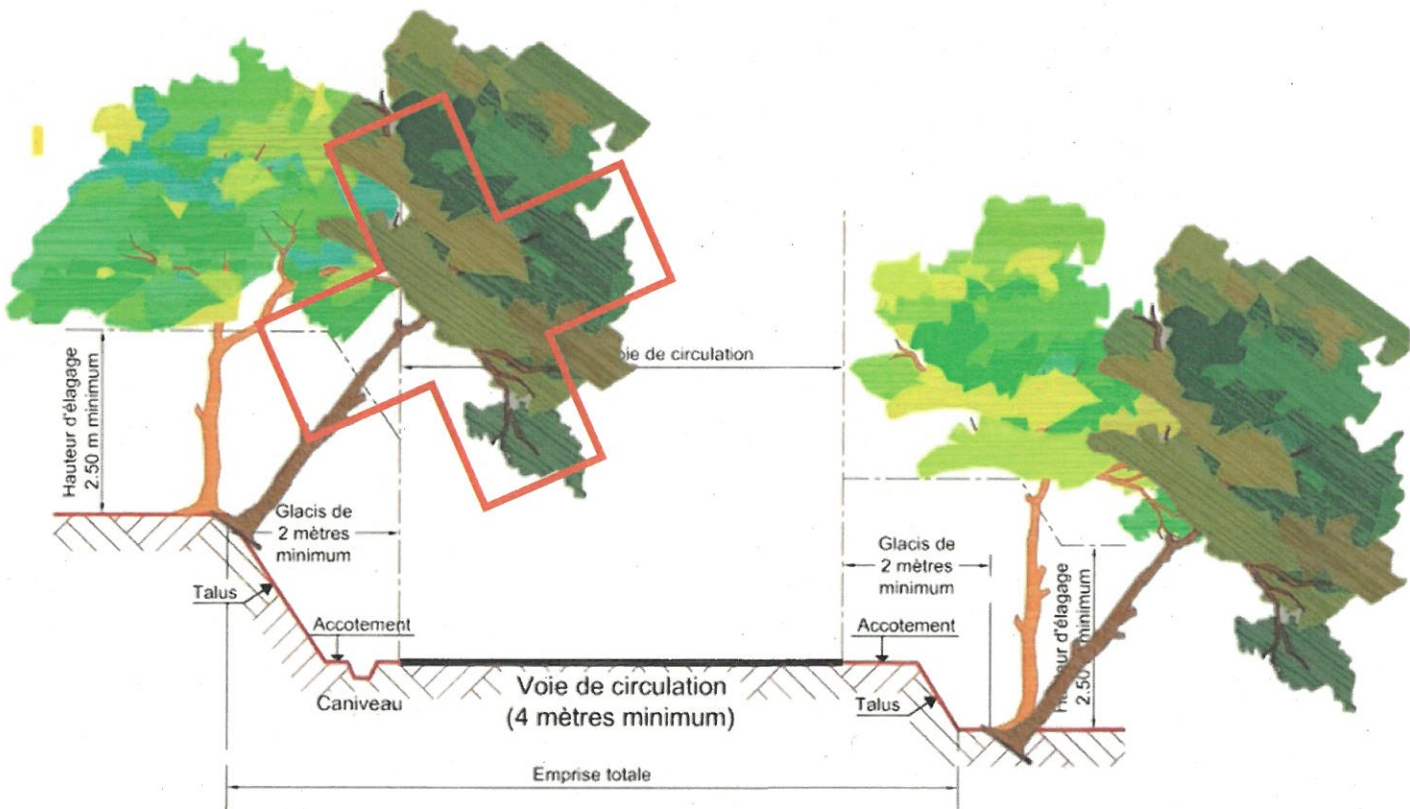 oie de circulation
Hauteur d'élagage
2.50 m minimum
Glacis de
2 mètres
minimum
Glacis de
2 mètres
minimum
2.50 minimum
Talus
Accotement
Accotement
Caniveau
Voie de circulation
(4 mètres minimum)
Talus
Emprise totale